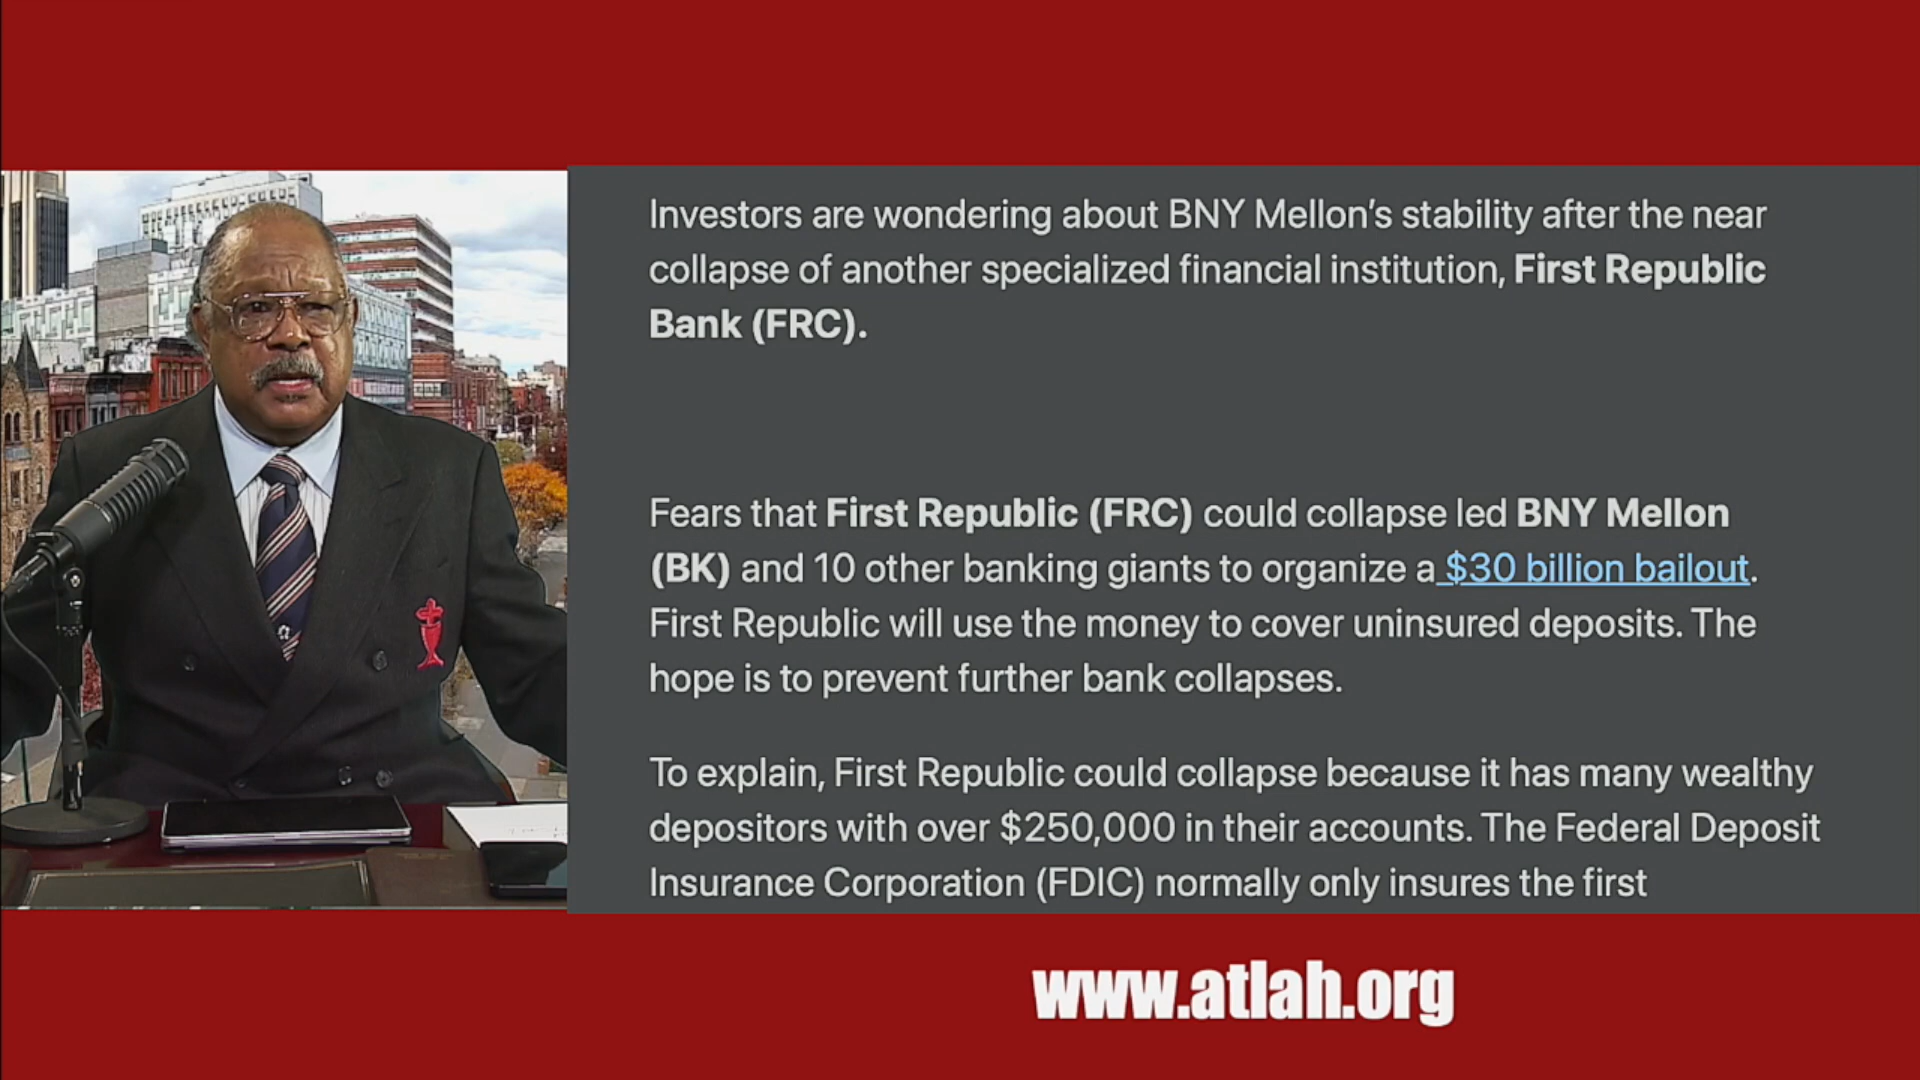 Investors are wondering about BNY Mellon's stability after the near
collapse of another specialized financial institution, First Republic
Bank (FRC).
Fears that First Republic (FRC) could collapse led BNY Mellon
(BK) and 10 other banking giants to organize a $30 billion bailout.
First Republic will use the money to cover uninsured deposits. The
hope is to prevent further bank collapses.
To explain, First Republic could collapse because it has many wealthy
depositors with over $250,000 in their accounts. The Federal Deposit
Insurance Corporation (FDIC) normally only insures the first
www.atlah.org